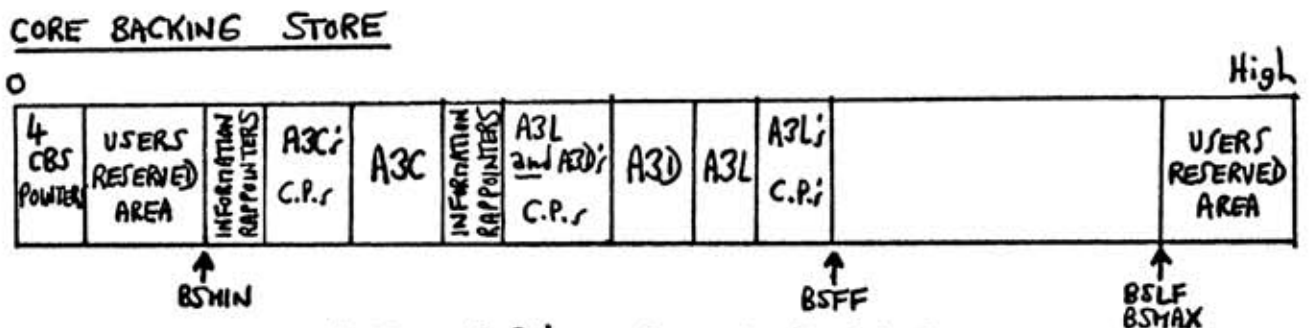 CORE BACKING STORE
0
High
4
CBS
POINTERS
USERS
RESERVED
AREA
INFORMATION
RAPPOINTERS
A3C's
C.P.s
A3C
INFORMATION
RAPPOINTERS
A3L
and A3D's
C.P.s
A3D
A3L
A3L's
C.P.'s
USERS
RESERVED
AREA
BSMIN
BSFF
BSLF
BSMAX